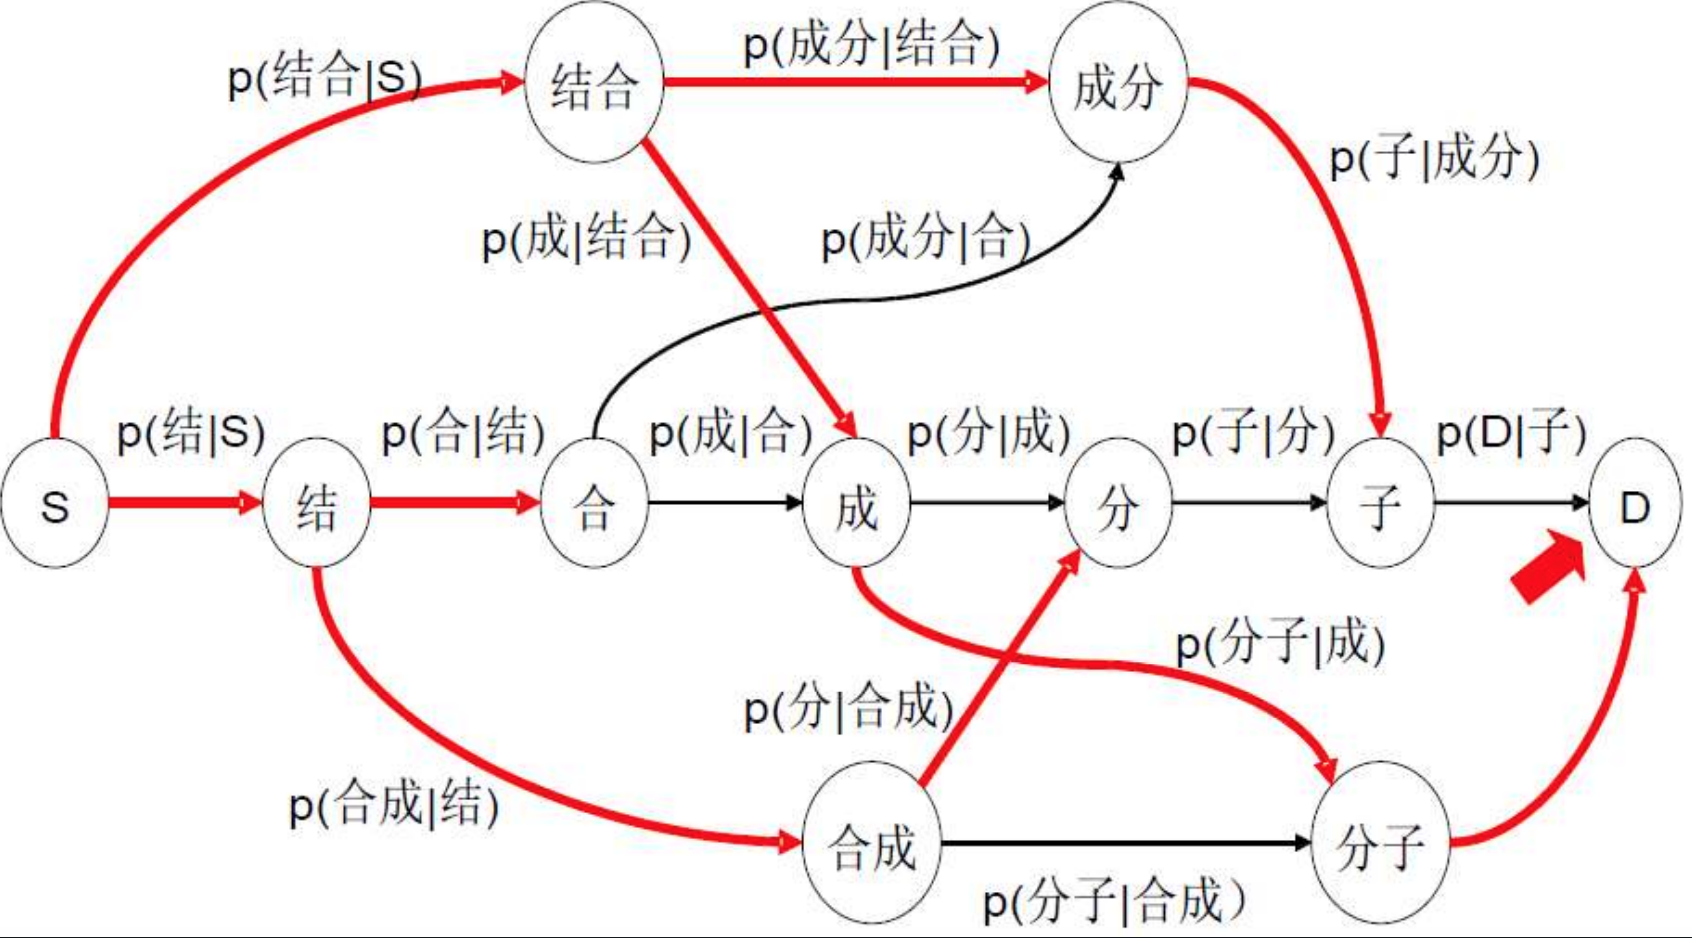 p(结合|S)
结合
p(成分|结合)
成分
p(子|成分)
p(成|结合)
p(成分|合)
p(结|S)
p(合|结)
p(成|合)
p(分|成)
p(子|分)
p(D|子)
S
结
合
成
分
子
D
p(分子|成)
p(分|合成)
p(合成|结)
合成
分子
p(分子|合成）